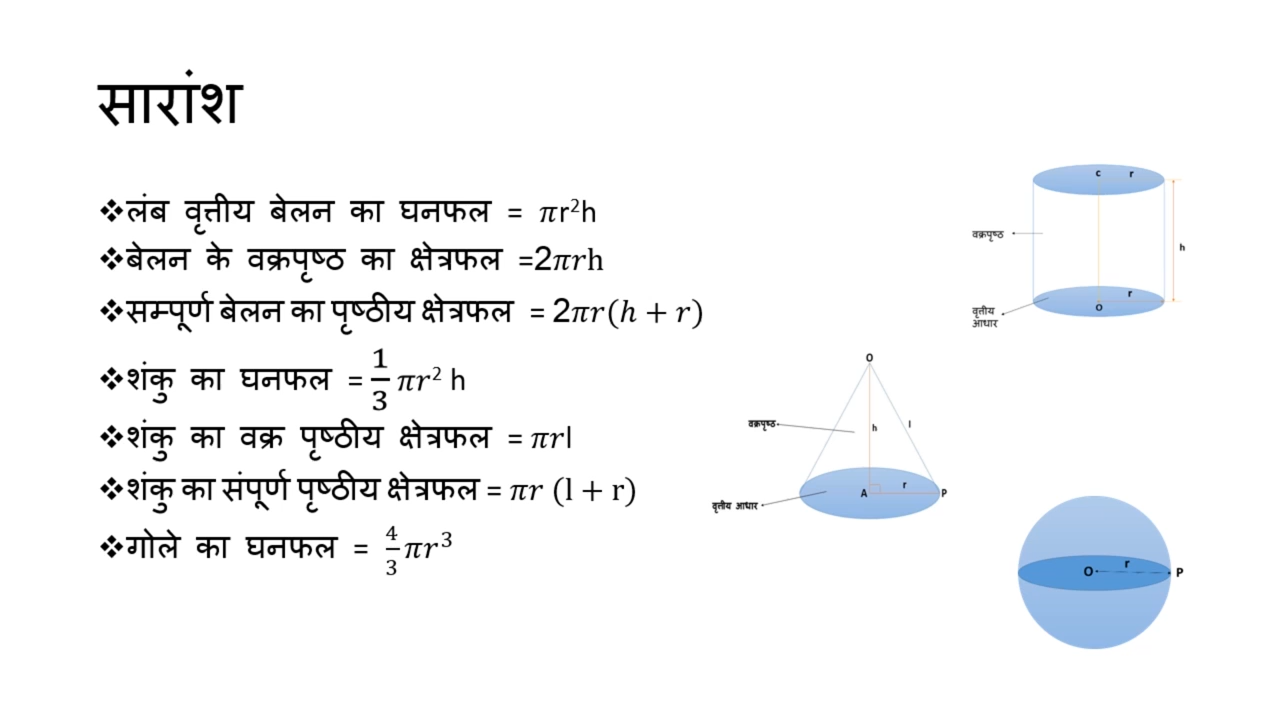 सारांश
❖लंब वृत्तीय बेलन का घनफल = πr²h
❖बेलन के वक्रपृष्ठ का क्षेत्रफल =2πrh
❖सम्पूर्ण बेलन का पृष्ठीय क्षेत्रफल = 2πr(h + r)
❖शंकु का घनफल = 1/3 πr² h
❖शंकु का वक्र पृष्ठीय क्षेत्रफल = πrl
❖शंकु का संपूर्ण पृष्ठीय क्षेत्रफल = πr (l + r)
❖गोले का घनफल = 4/3 πr³
c r
वक्रपृष्ठ
h
r
वृत्तीय
आधार
O
O
वक्रपृष्ठ
h
l
r
A
P
वृत्तीय आधार
O
r
P